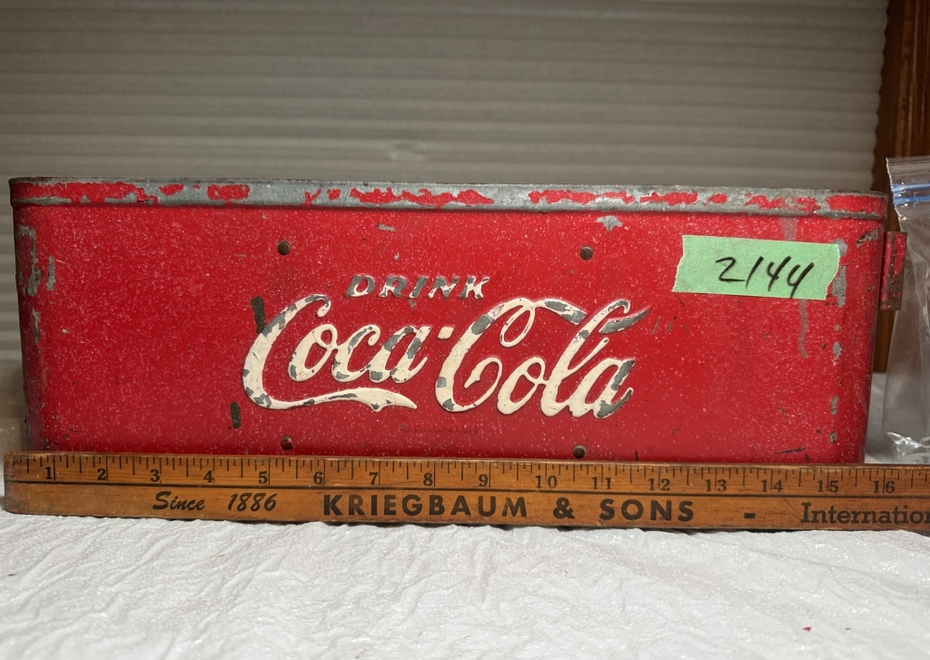 2144
DRINK
Coca-Cola
1 2 3 4 5 6 7 8 9 10 11 12 13 14 15 16
Since 1886 KRIEGBAUM & SONS - Internation